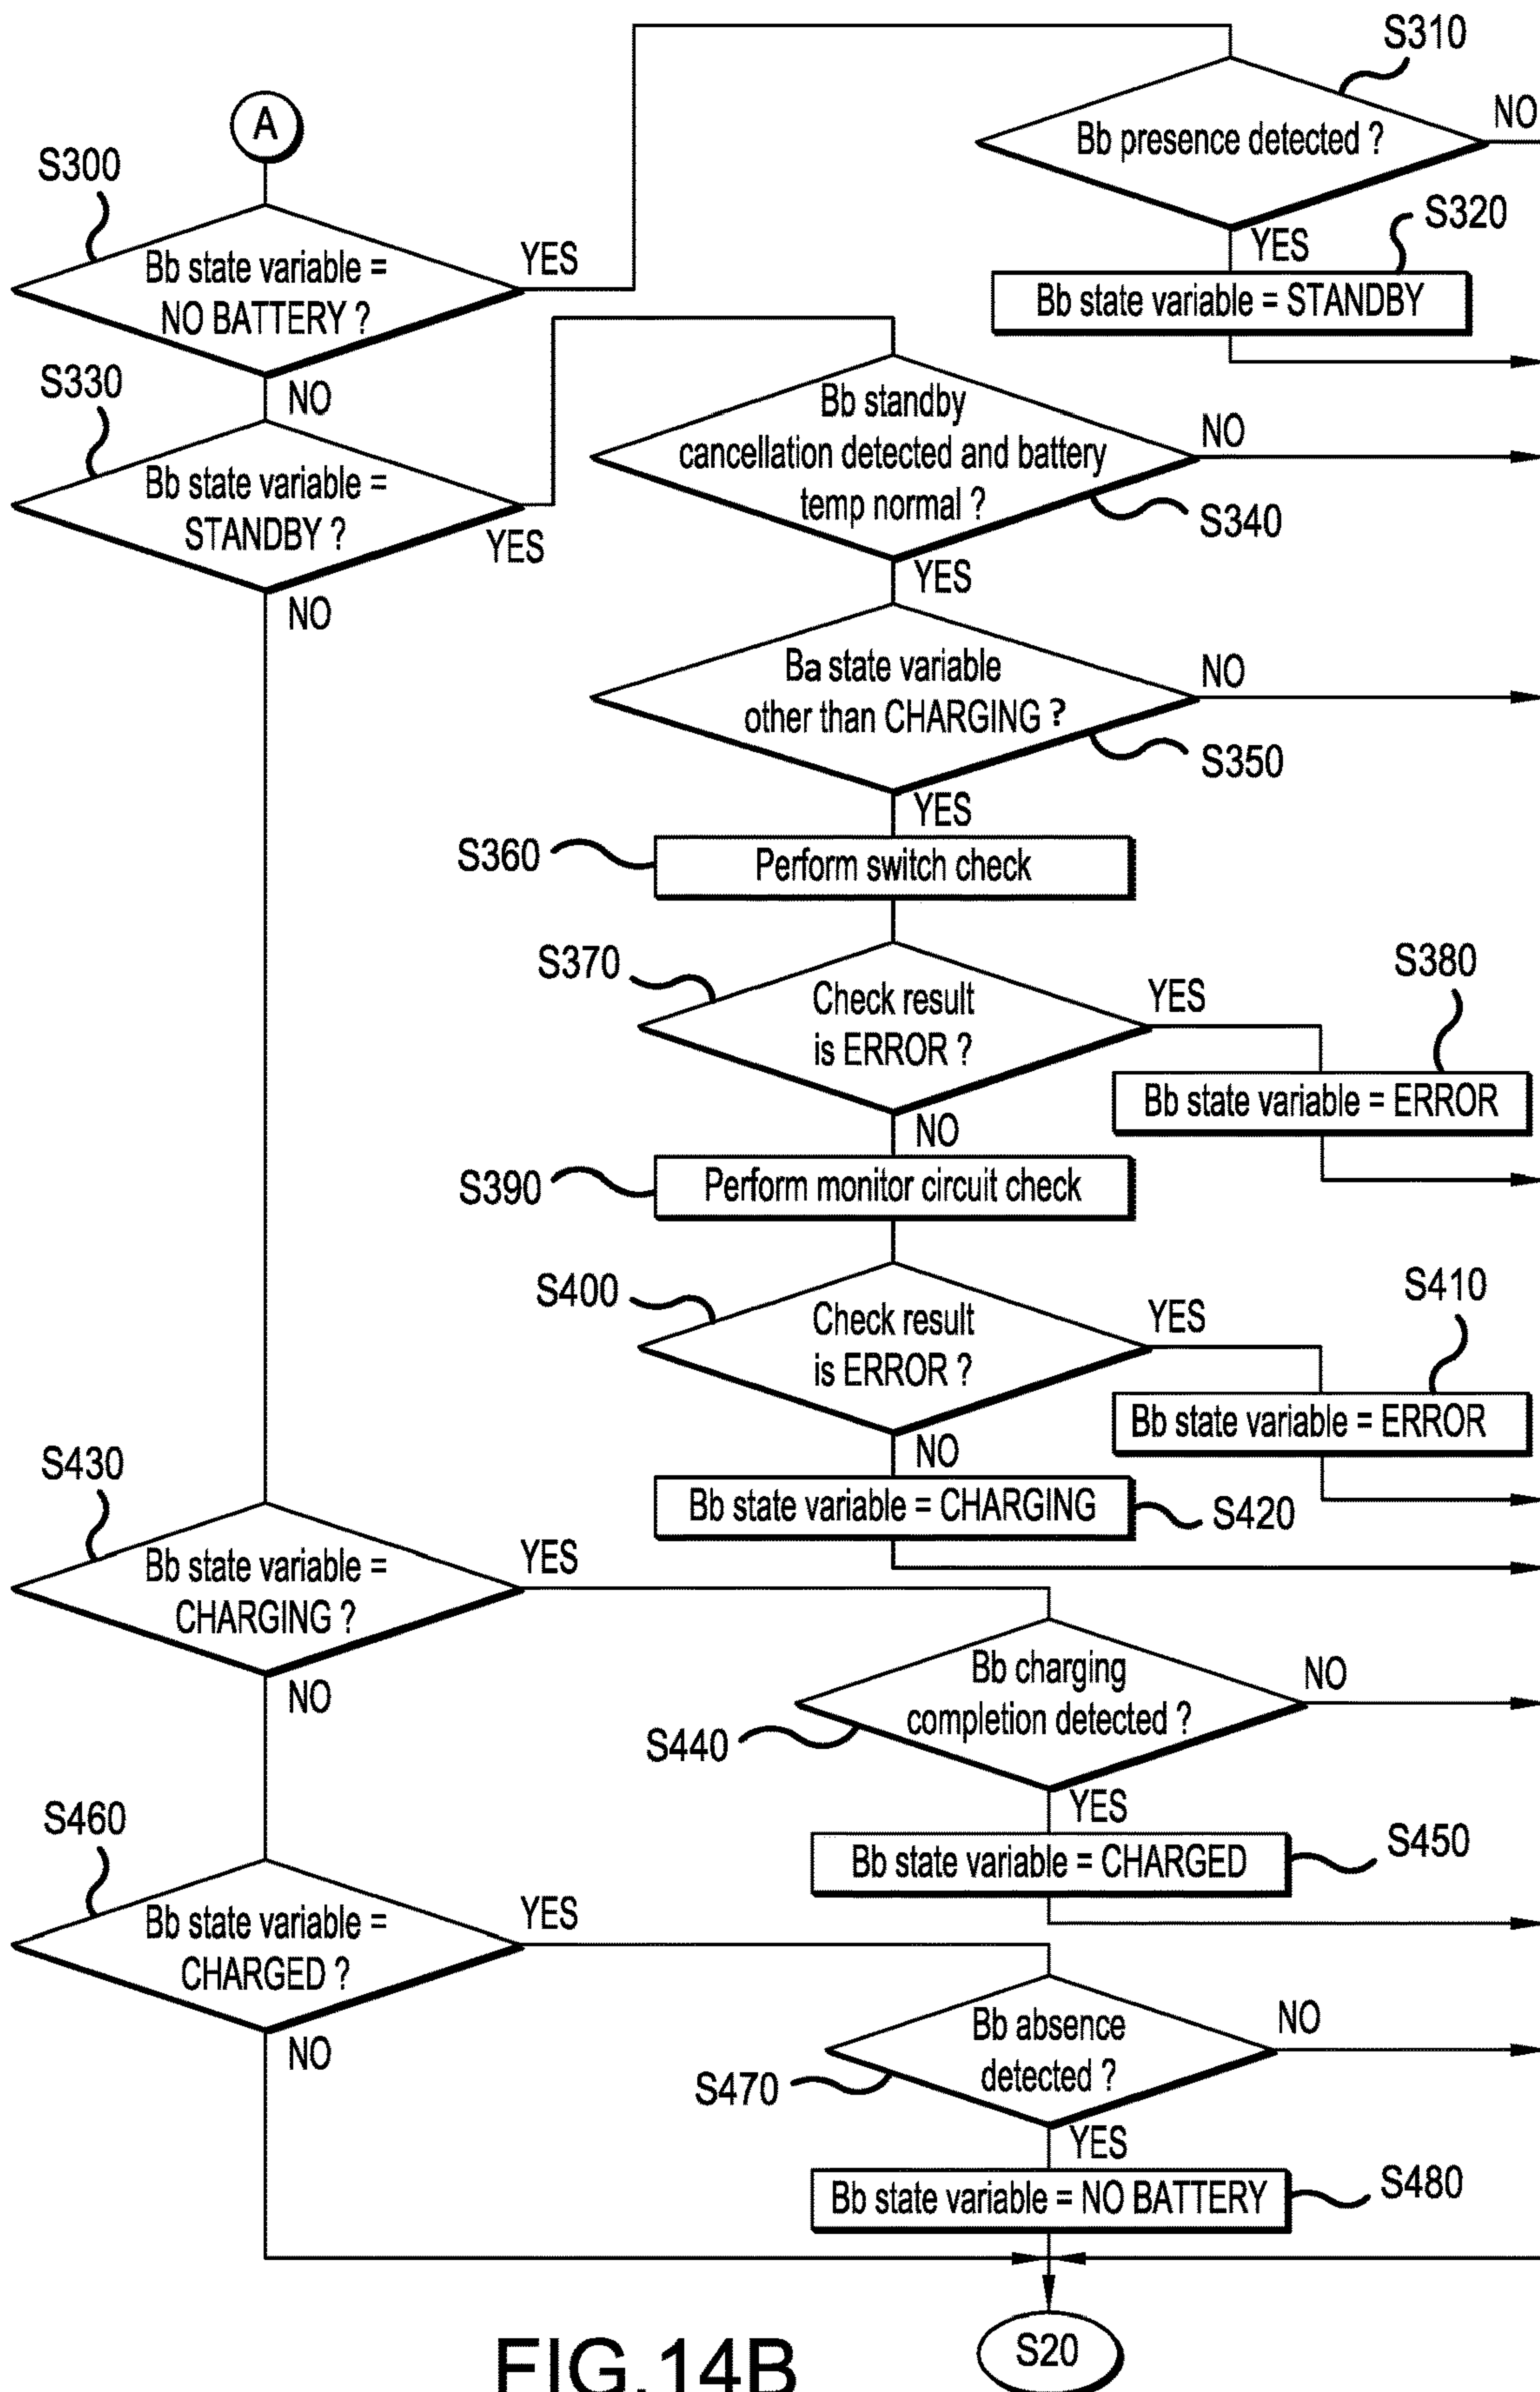 S310
A
NO
Bb presence detected ?
S300
S320
YES
YES
Bb state variable =
NO BATTERY ?
Bb state variable = STANDBY
S330
NO
Bb standby
cancellation detected and battery
temp normal ?
NO
Bb state variable =
STANDBY ?
S340
YES
YES
NO
Ba state variable
other than CHARGING ?
NO
S350
YES
S360
Perform switch check
S370
S380
Check result
is ERROR ?
YES
Bb state variable = ERROR
NO
S390
Perform monitor circuit check
S400
S410
Check result
is ERROR ?
YES
Bb state variable = ERROR
NO
S430
Bb state variable = CHARGING
S420
YES
Bb state variable =
CHARGING ?
Bb charging
completion detected ?
NO
NO
S440
YES
S460
Bb state variable = CHARGED
S450
YES
Bb state variable =
CHARGED ?
Bb absence
detected ?
NO
NO
S470
YES
Bb state variable = NO BATTERY
S480
S20
FIG.14B